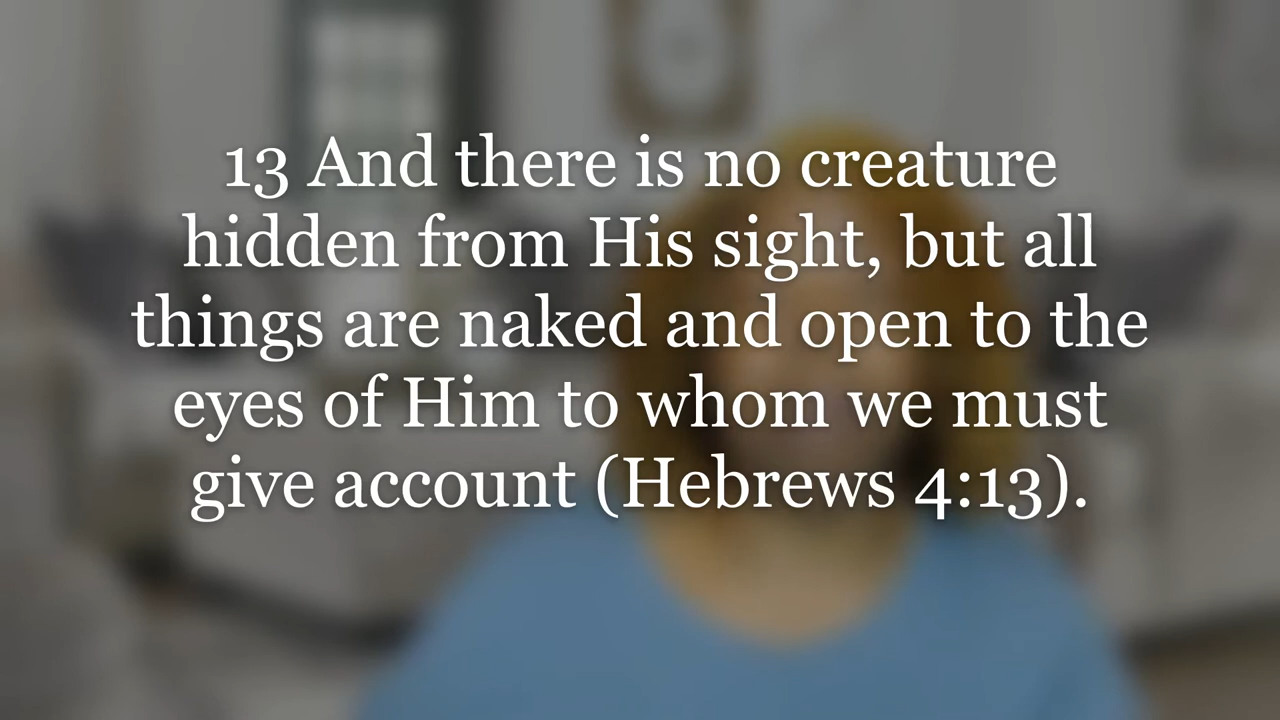 13 And there is no creature
hidden from His sight, but all
things are naked and open to the
eyes of Him to whom we must
give account (Hebrews 4:13).